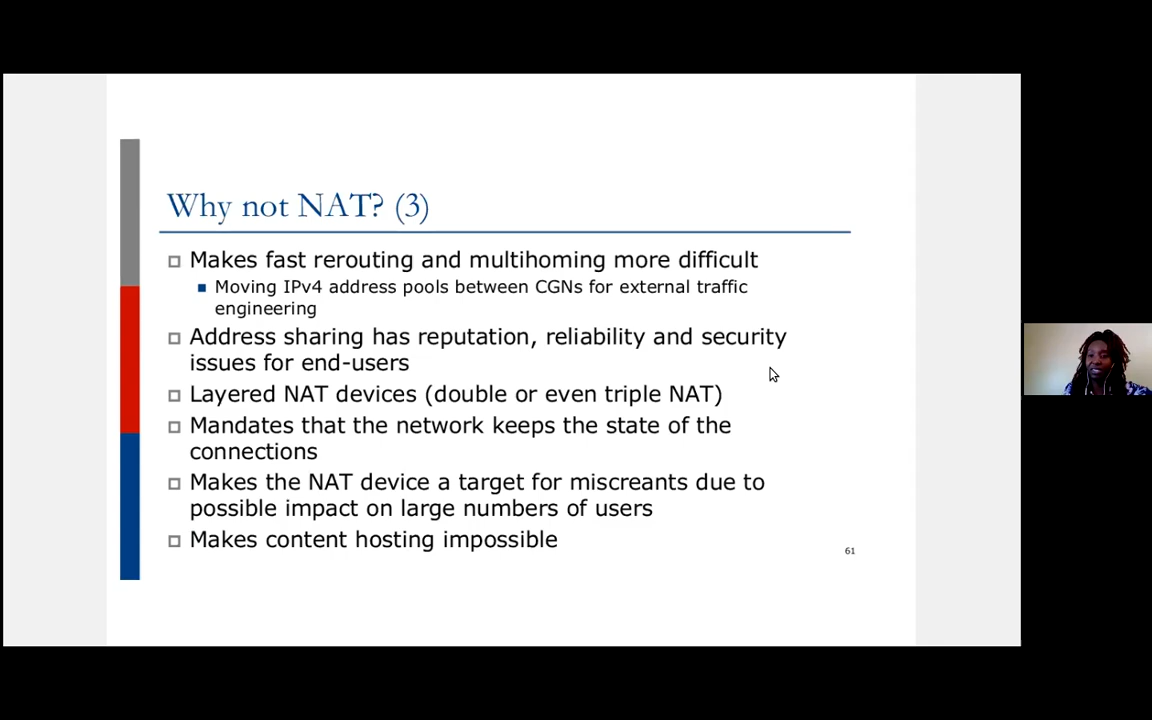 Why not NAT? (3)
Makes fast rerouting and multihoming more difficult
Moving IPv4 address pools between CGNs for external traffic
engineering
Address sharing has reputation, reliability and security
issues for end-users
Layered NAT devices (double or even triple NAT)
Mandates that the network keeps the state of the
connections
Makes the NAT device a target for miscreants due to
possible impact on large numbers of users
Makes content hosting impossible
61